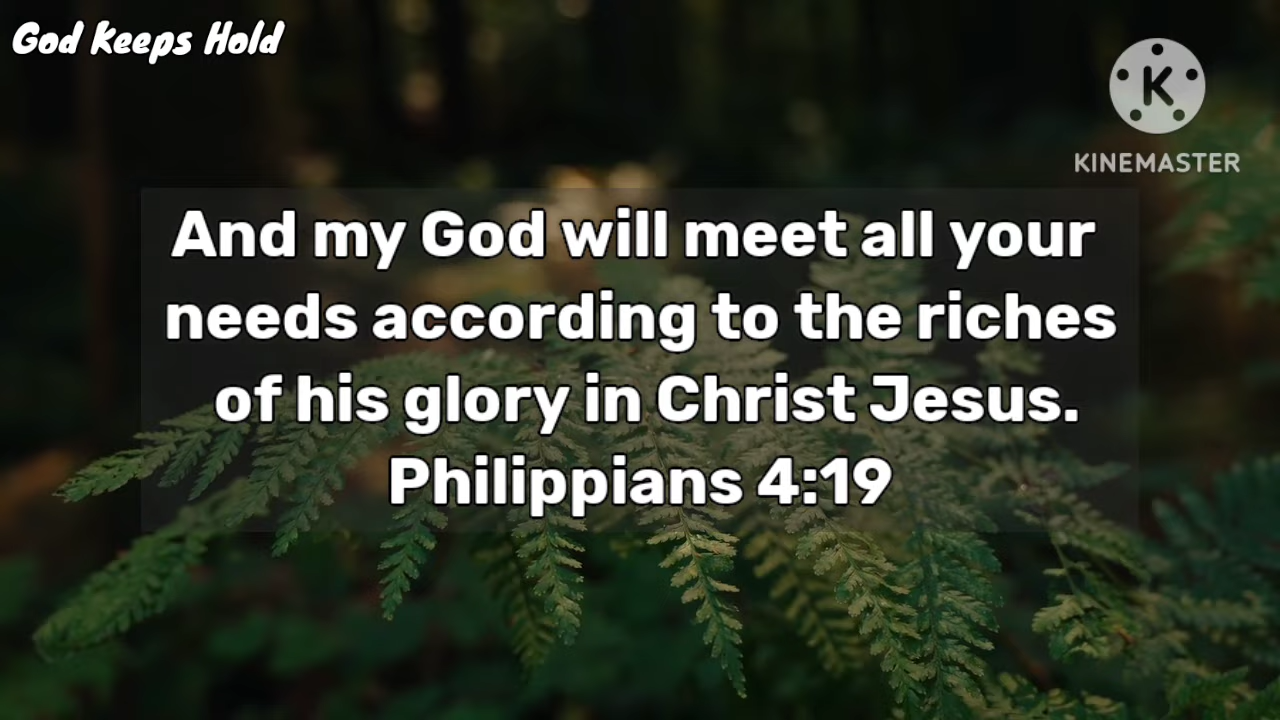 God Keeps Hold
K
KINEMASTER
And my God will meet all your
needs according to the riches
of his glory in Christ Jesus.
Philippians 4:19